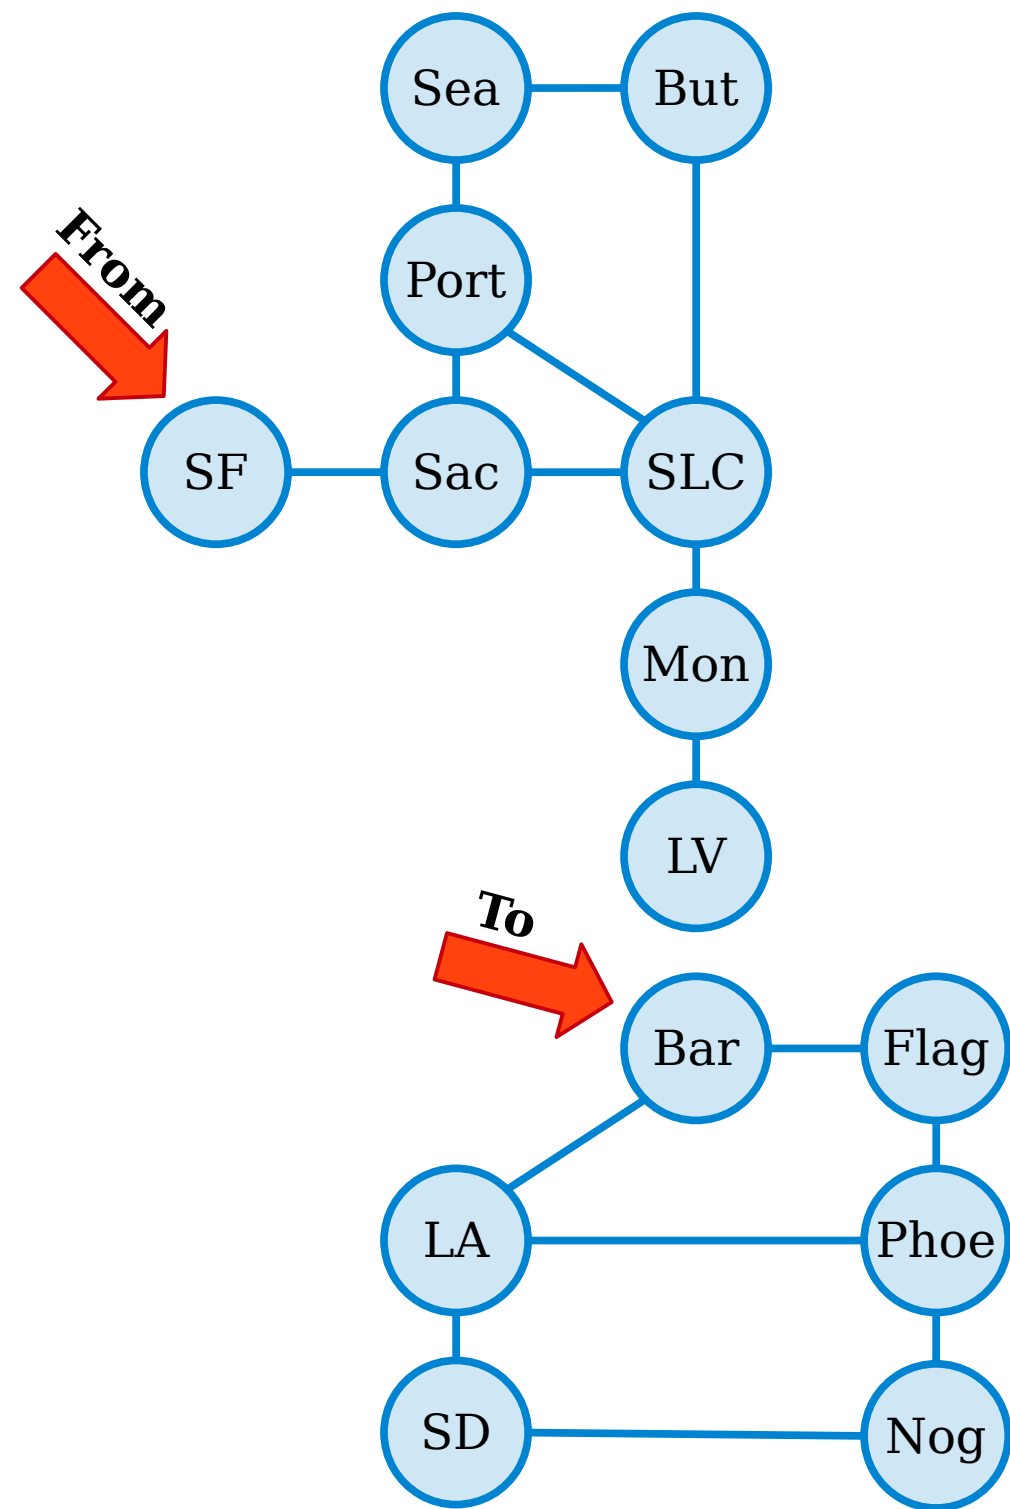 Sea
But
From
Port
SF
Sac
SLC
Mon
LV
To
Bar
Flag
LA
Phoe
SD
Nog